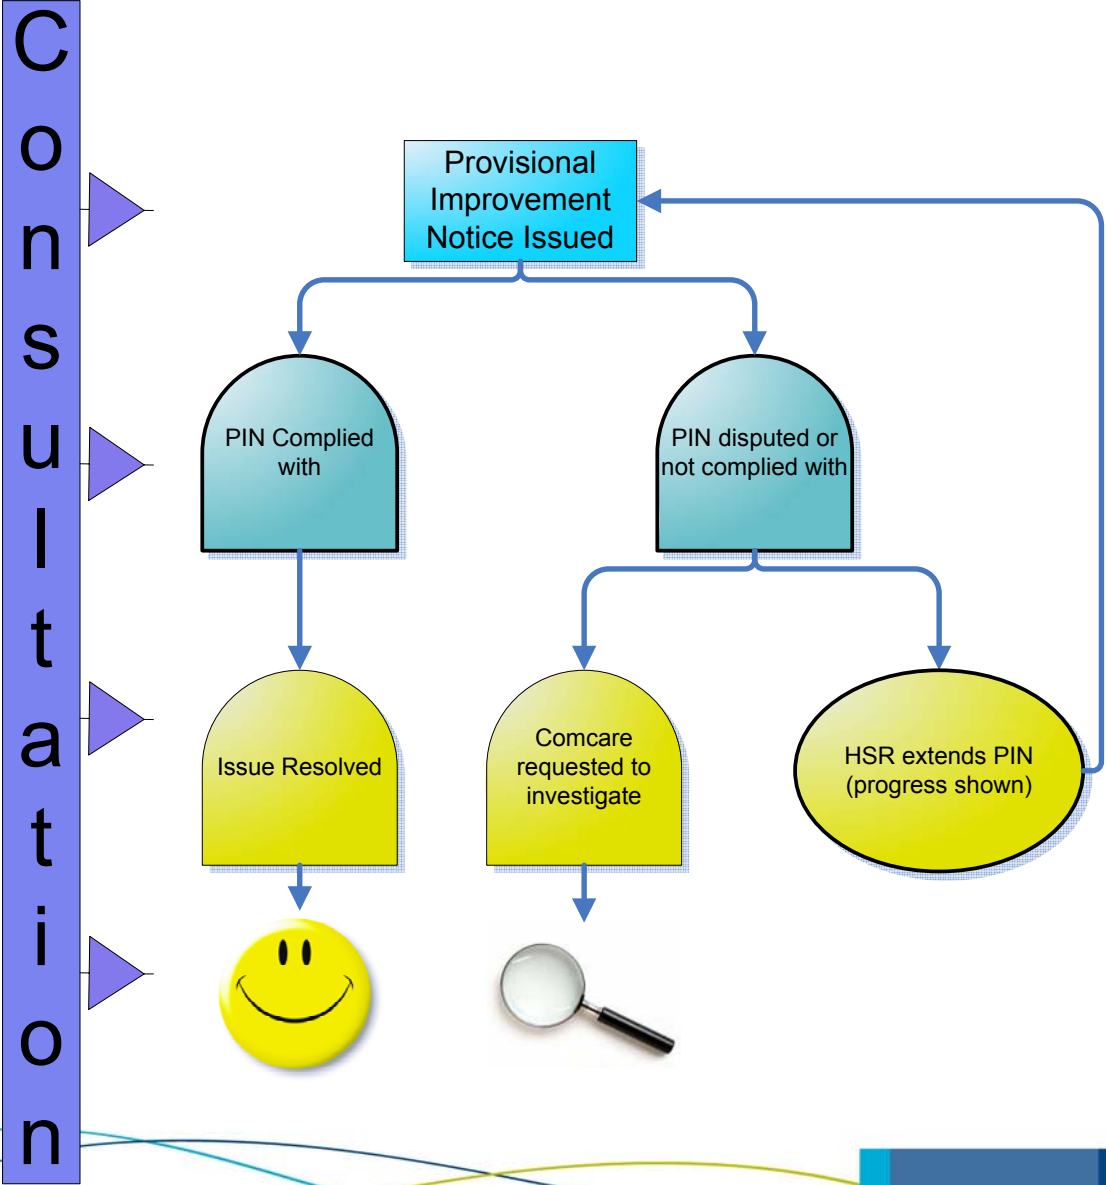 Consultation
Provisional
Improvement
Notice Issued
PIN Complied
with
PIN disputed or
not complied with
Issue Resolved
Comcare
requested to
investigate
HSR extends PIN
(progress shown)